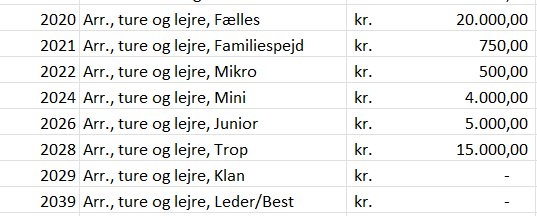 2020 Arr., ture og lejre, Fælles kr. 20.000,00
2021 Arr., ture og lejre, Familiespejd kr. 750,00
2022 Arr., ture og lejre, Mikro kr. 500,00
2024 Arr., ture og lejre, Mini kr. 4.000,00
2026 Arr., ture og lejre, Junior kr. 5.000,00
2028 Arr., ture og lejre, Trop kr. 15.000,00
2029 Arr., ture og lejre, Klan kr. -
2039 Arr., ture og lejre, Leder/Best kr. -